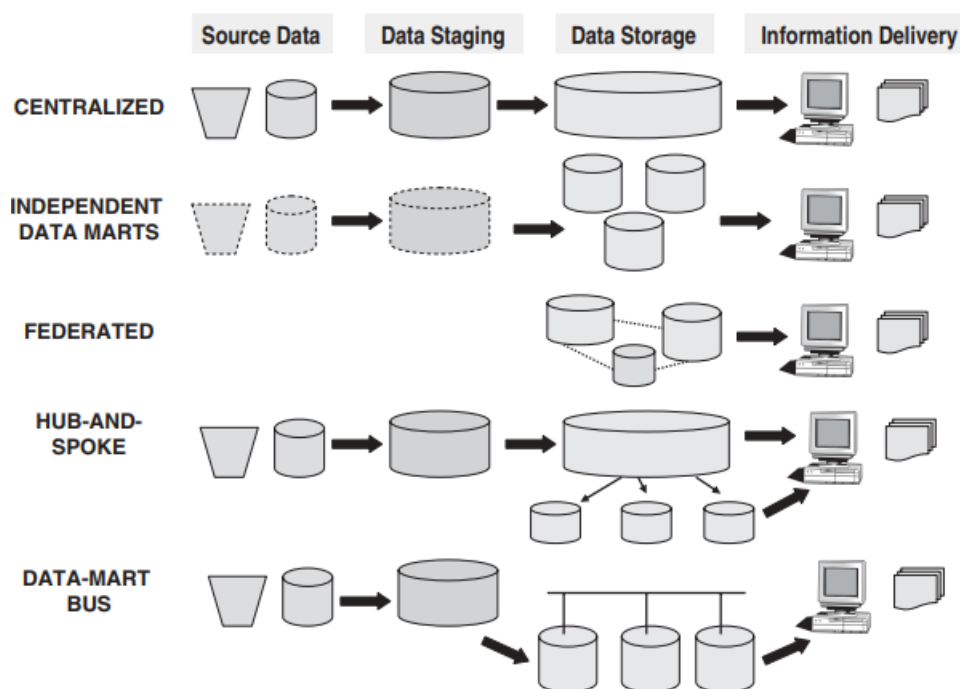 Source Data
Data Staging
Data Storage
Information Delivery
CENTRALIZED
INDEPENDENT
DATA MARTS
FEDERATED
HUB-AND-
SPOKE
DATA-MART
BUS